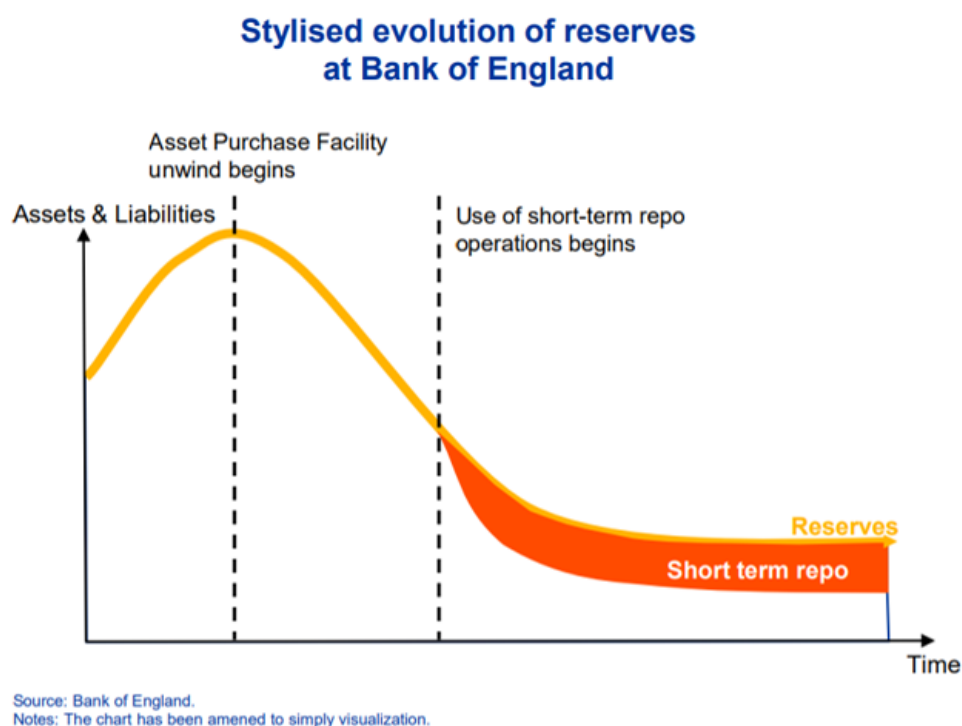 Stylised evolution of reserves
at Bank of England
Asset Purchase Facility
unwind begins
Assets & Liabilities
Use of short-term repo
operations begins
Reserves
Short term repo
Time
Source: Bank of England.
Notes: The chart has been amened to simply visualization.